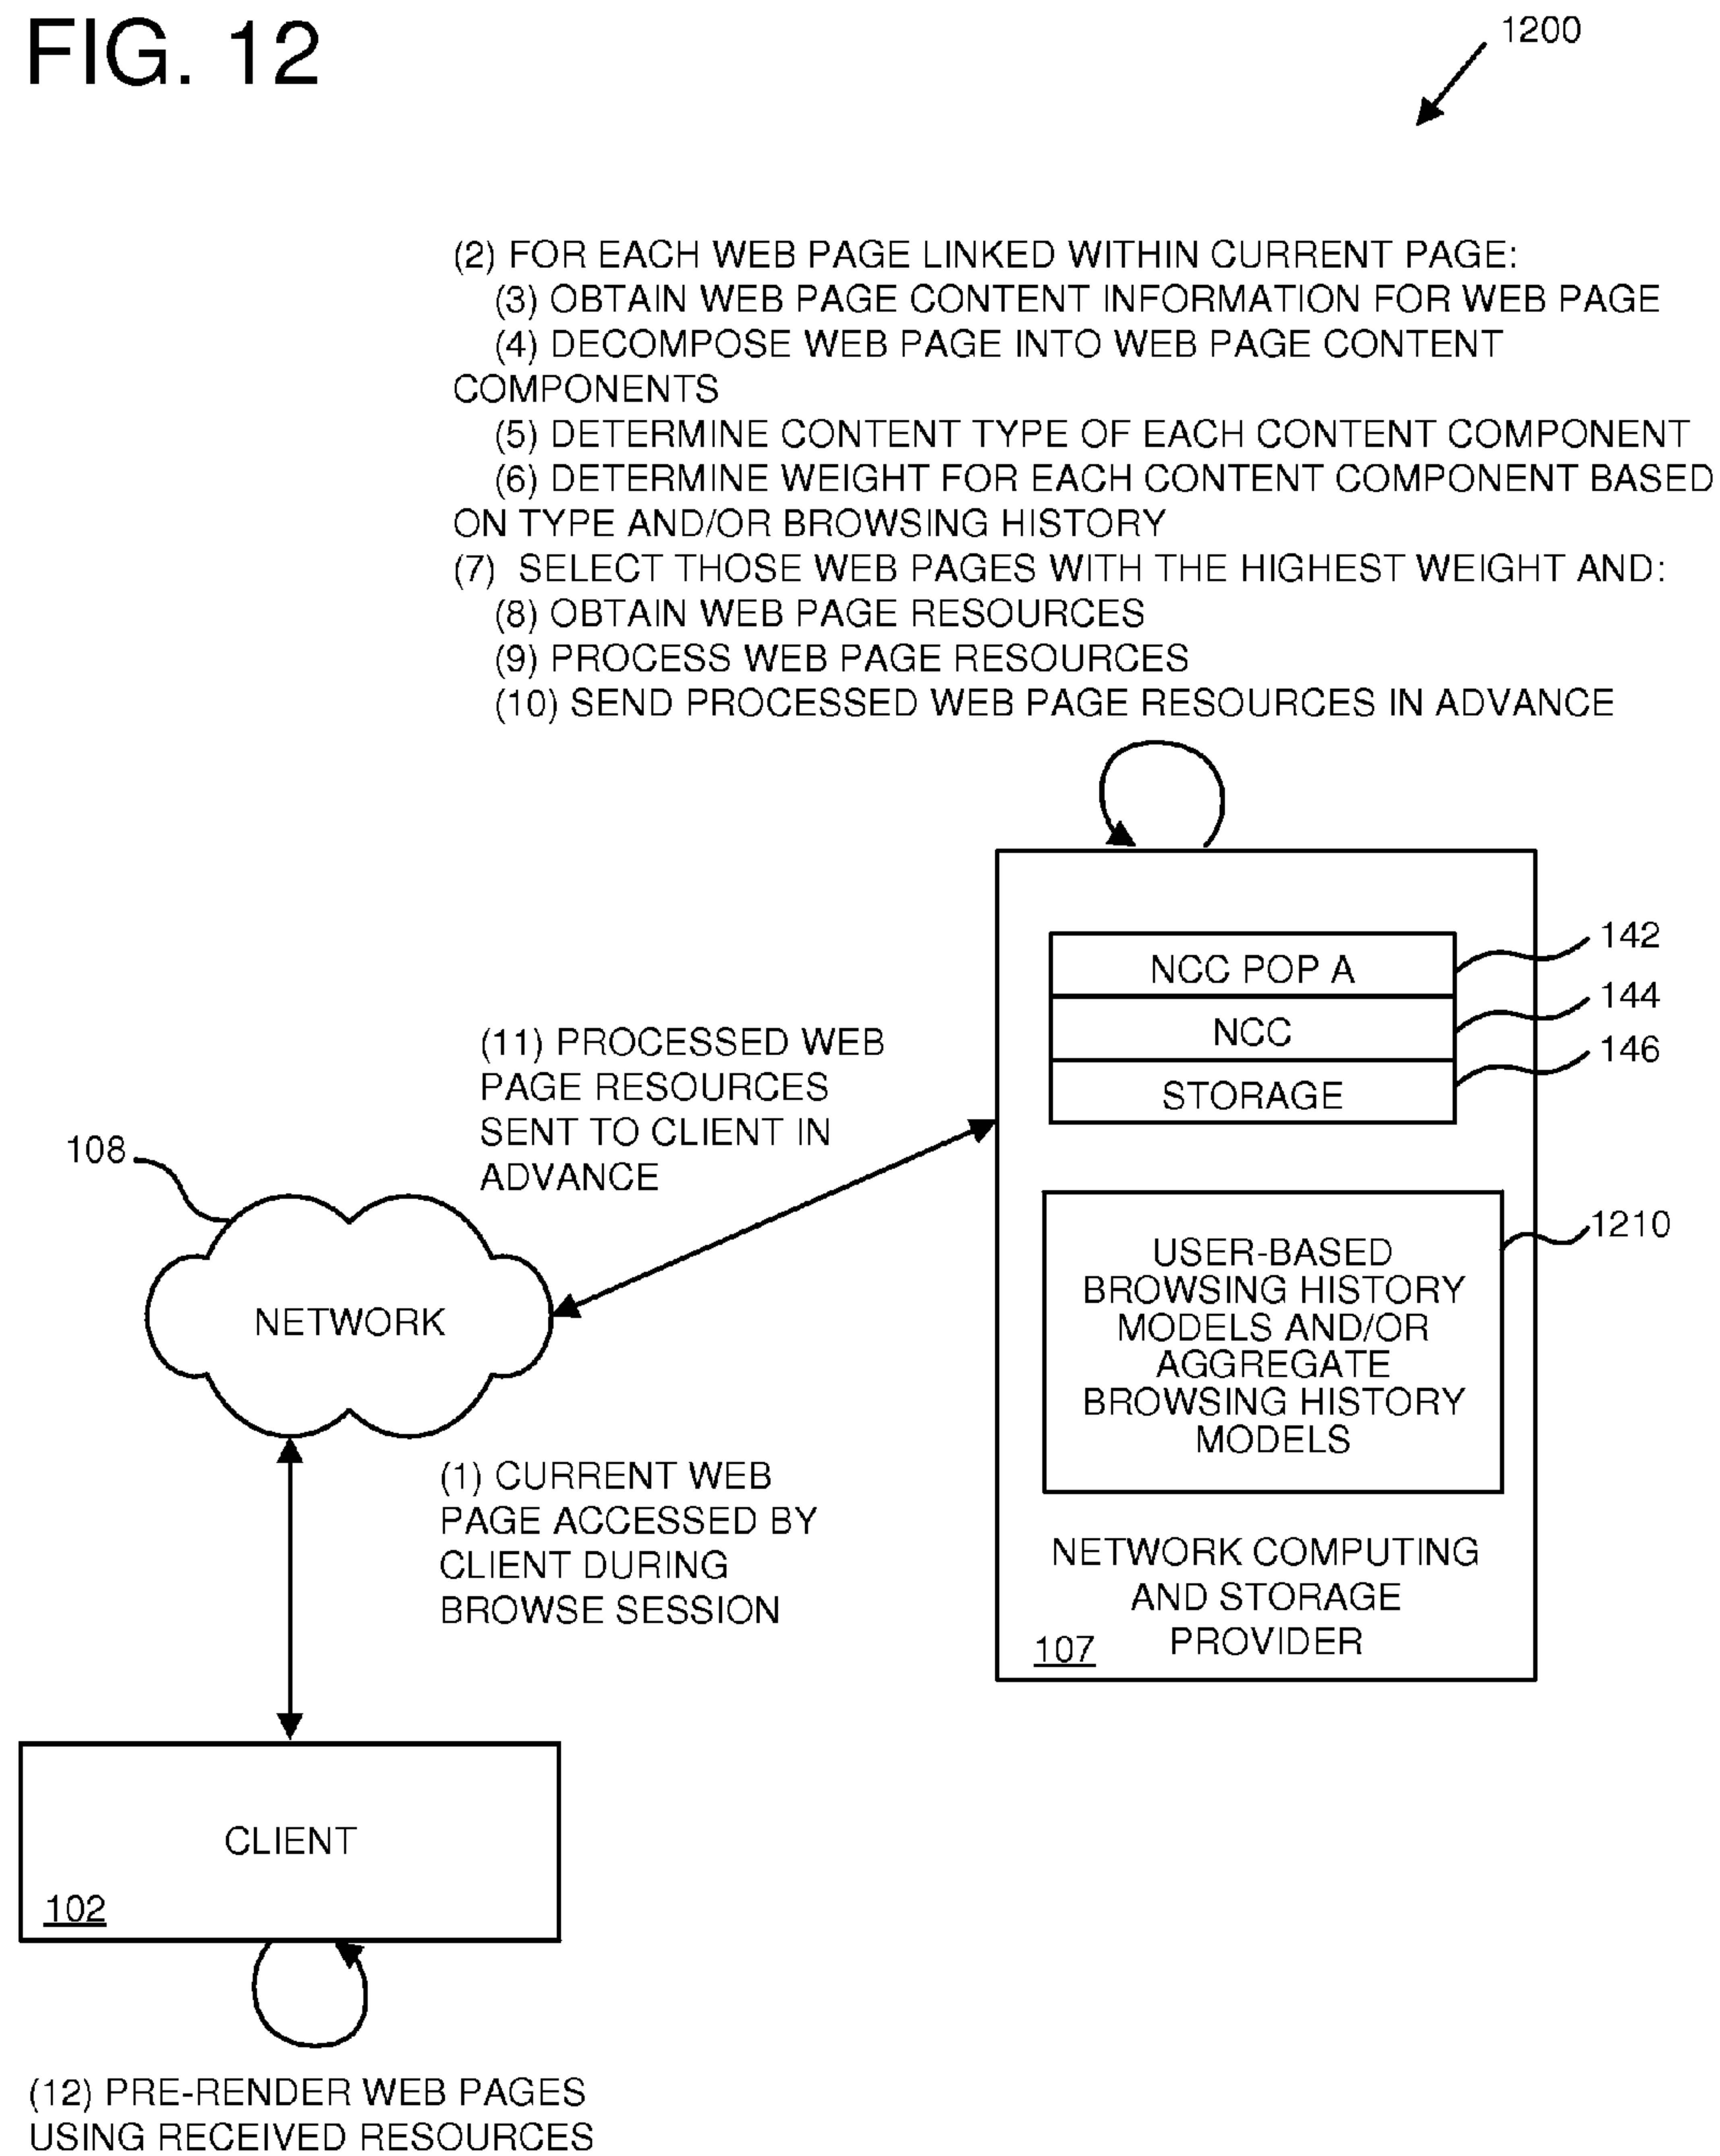 FIG. 12
1200
(2) FOR EACH WEB PAGE LINKED WITHIN CURRENT PAGE:
(3) OBTAIN WEB PAGE CONTENT INFORMATION FOR WEB PAGE
(4) DECOMPOSE WEB PAGE INTO WEB PAGE CONTENT
COMPONENTS
(5) DETERMINE CONTENT TYPE OF EACH CONTENT COMPONENT
(6) DETERMINE WEIGHT FOR EACH CONTENT COMPONENT BASED
ON TYPE AND/OR BROWSING HISTORY
(7) SELECT THOSE WEB PAGES WITH THE HIGHEST WEIGHT AND:
(8) OBTAIN WEB PAGE RESOURCES
(9) PROCESS WEB PAGE RESOURCES
(10) SEND PROCESSED WEB PAGE RESOURCES IN ADVANCE
NCC POP A
142
NCC
144
STORAGE
146
(11) PROCESSED WEB
PAGE RESOURCES
SENT TO CLIENT IN
ADVANCE
108
NETWORK
1210
USER-BASED
BROWSING HISTORY
MODELS AND/OR
AGGREGATE
BROWSING HISTORY
MODELS
(1) CURRENT WEB
PAGE ACCESSED BY
CLIENT DURING
BROWSE SESSION
NETWORK COMPUTING
AND STORAGE
PROVIDER
107
CLIENT
102
(12) PRE-RENDER WEB PAGES
USING RECEIVED RESOURCES